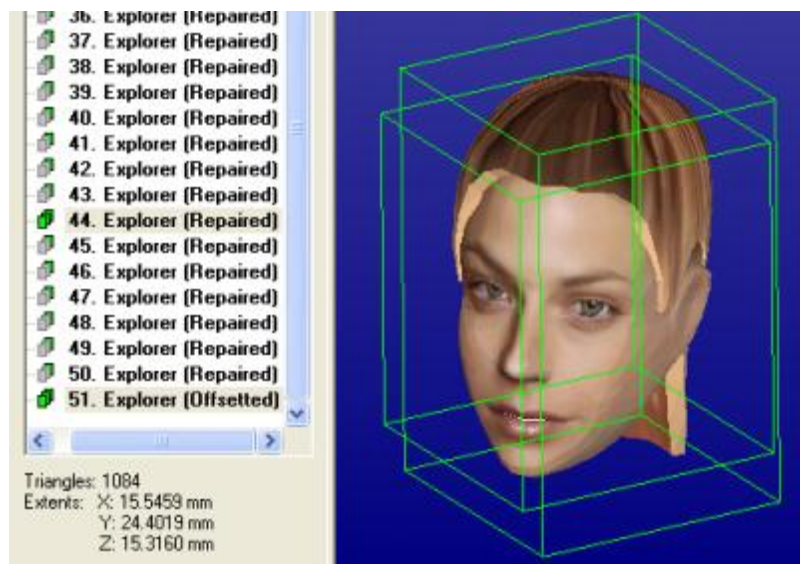 36. Explorer (Repaired)
37. Explorer (Repaired)
38. Explorer (Repaired)
39. Explorer (Repaired)
40. Explorer (Repaired)
41. Explorer (Repaired)
42. Explorer (Repaired)
43. Explorer (Repaired)
44. Explorer (Repaired)
45. Explorer (Repaired)
46. Explorer (Repaired)
47. Explorer (Repaired)
48. Explorer (Repaired)
49. Explorer (Repaired)
50. Explorer (Repaired)
51. Explorer (Offsetted)
Triangles: 1084
Extents: X: 15.5459 mm
Y: 24.4019 mm
Z: 15.3160 mm